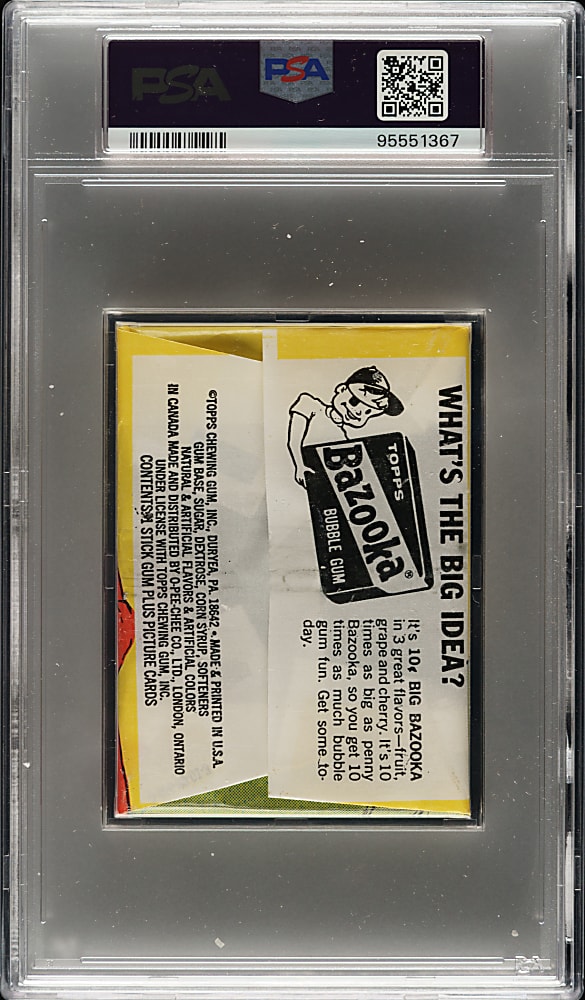 PSA
PSA
95551367
WHAT'S THE BIG IDEA?
TOPPS
Bazooka®
BUBBLE GUM
It's 10¢ BIG BAZOOKA
in 3 great flavors—fruit,
grape and cherry. It's 10
times as big as penny
Bazooka, so you get 10
times as much bubble
gum fun. Get some to-
day.
©TOPPS CHEWING GUM, INC., DURYEA, PA. 18642 • MADE & PRINTED IN U.S.A.
GUM BASE, SUGAR, DEXTROSE, CORN SYRUP, SOFTENERS
NATURAL & ARTIFICIAL FLAVORS & ARTIFICIAL COLORS
IN CANADA MADE AND DISTRIBUTED BY O-PEE-CHEE CO., LTD., LONDON, ONTARIO
UNDER LICENSE WITH TOPPS CHEWING GUM, INC.
CONTENTS: 1 STICK GUM PLUS PICTURE CARDS
PSA